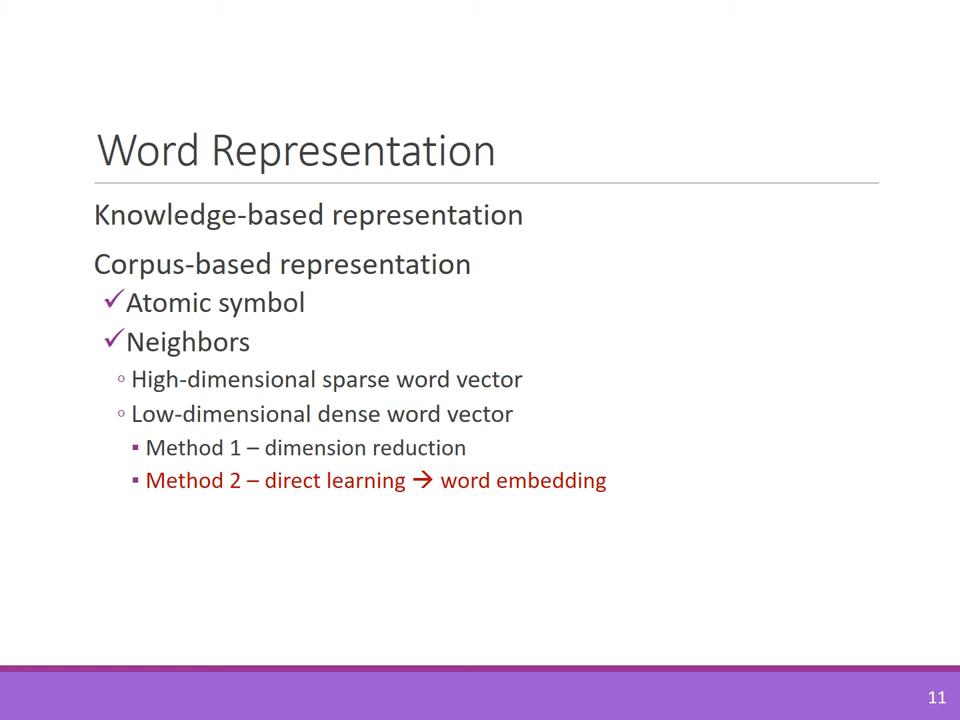 Word Representation
Knowledge-based representation
Corpus-based representation
✓Atomic symbol
✓Neighbors
◦ High-dimensional sparse word vector
◦ Low-dimensional dense word vector
▪ Method 1 – dimension reduction
▪ Method 2 – direct learning → word embedding
11